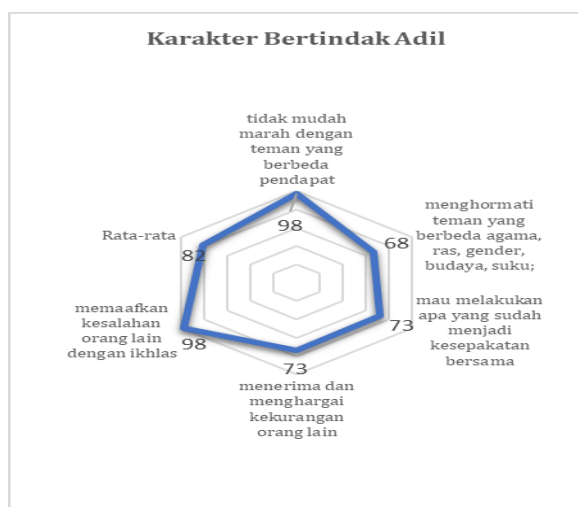 Karakter Bertindak Adil
tidak mudah
marah dengan
teman yang
berbeda
pendapat
98
menghormati
teman yang
berbeda agama,
ras, gender,
budaya, suku;
68
mau melakukan
apa yang sudah
menjadi
kesepakatan
bersama
73
73
menerima dan
menghargai
kekurangan
orang lain
memaafkan
kesalahan
orang lain
dengan ikhlas
98
Rata-rata
82